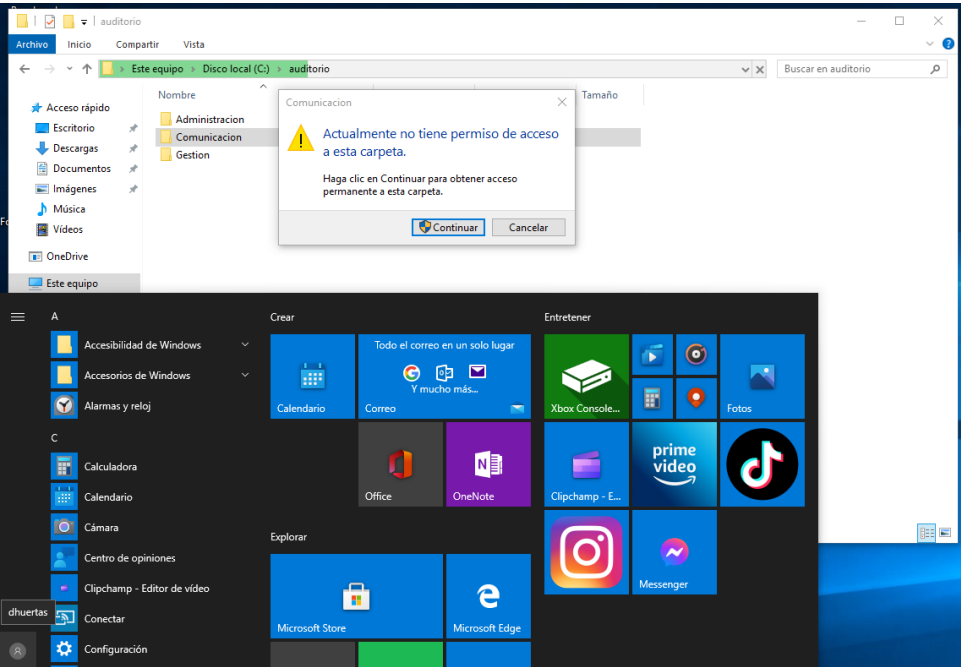 auditorio
Archivo Inicio Compartir Vista
Este equipo > Disco local (C:) > auditorio
Buscar en auditorio
Nombre
Tamaño
Acceso rápido
Escritorio
Descargas
Documentos
Imágenes
Música
Vídeos
OneDrive
Este equipo
Administracion
Comunicacion
Gestion
Comunicacion
Actualmente no tiene permiso de acceso
a esta carpeta.
Haga clic en Continuar para obtener acceso
permanente a esta carpeta.
Continuar
Cancelar
A
Accesibilidad de Windows
Accesorios de Windows
Alarmas y reloj
C
Calculadora
Calendario
Cámara
Centro de opiniones
Clipchamp - Editor de vídeo
Conectar
Configuración
dhuertas
Crear
Calendario
Todo el correo en un solo lugar
Y mucho más...
Correo
Office
OneNote
Explorar
Microsoft Store
Microsoft Edge
Entretener
Xbox Console...
Fotos
Clipchamp - E...
prime
video
Messenger